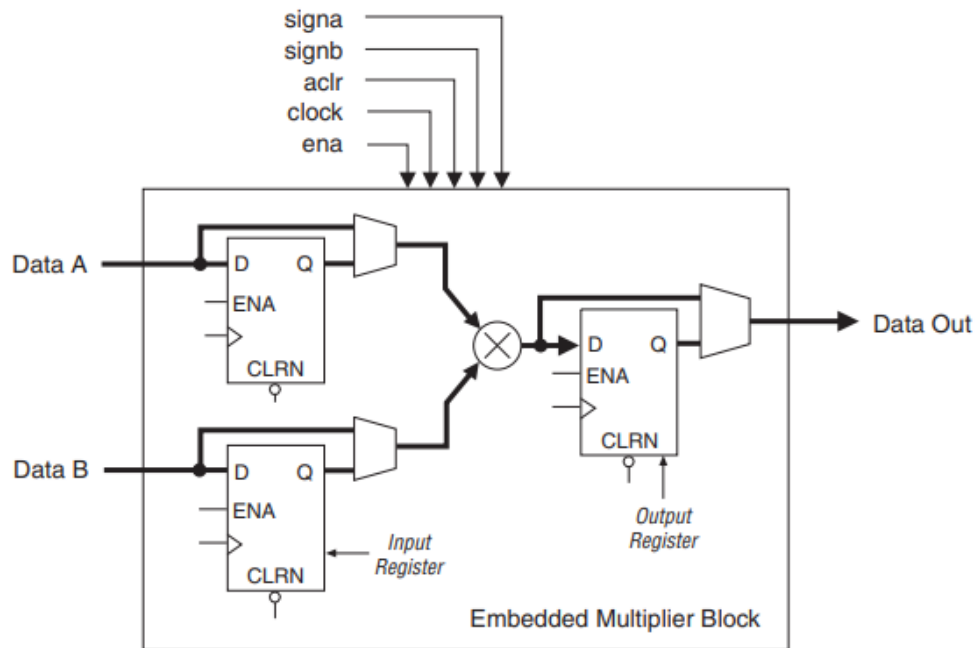 signa
signb
aclr
clock
ena
Data A
D Q
ENA
CLRN
Data B
D Q
ENA
CLRN
Input
Register
D Q
ENA
CLRN
Output
Register
Data Out
Embedded Multiplier Block